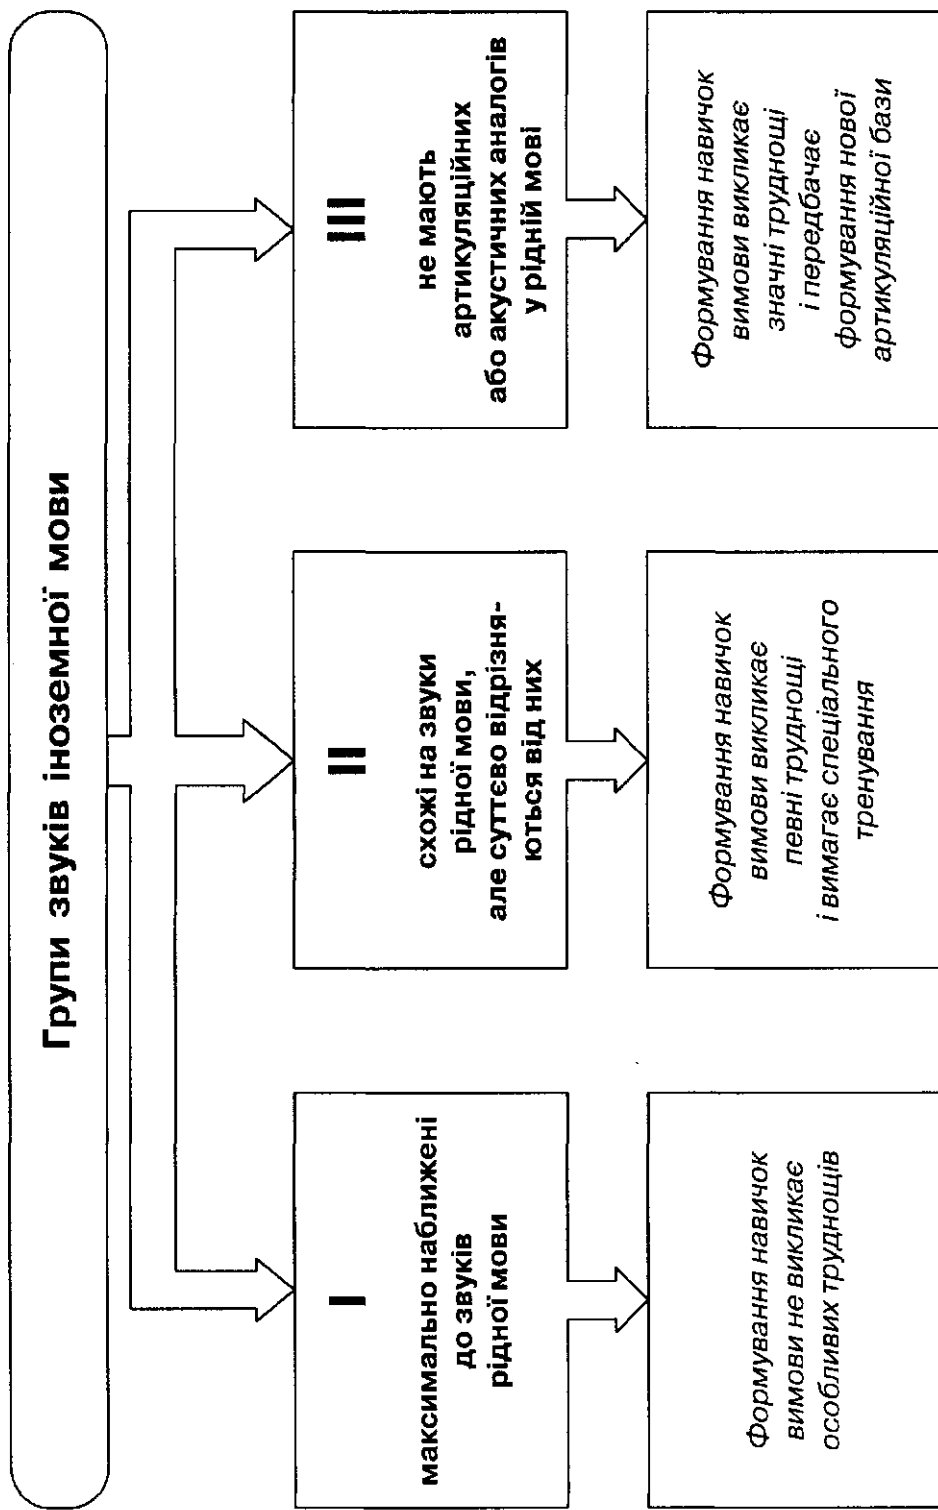 Групи звуків іноземної мови
I
максимально наближені
до звуків
рідної мови
Формування навичок
вимови не викликає
особливих труднощів
II
схожі на звуки
рідної мови,
але суттєво відрізня-
ються від них
Формування навичок
вимови викликає
певні труднощі
і вимагає спеціального
тренування
III
не мають
артикуляційних
або акустичних аналогів
у рідній мові
Формування навичок
вимови викликає
значні труднощі
і передбачає
формування нової
артикуляційної бази